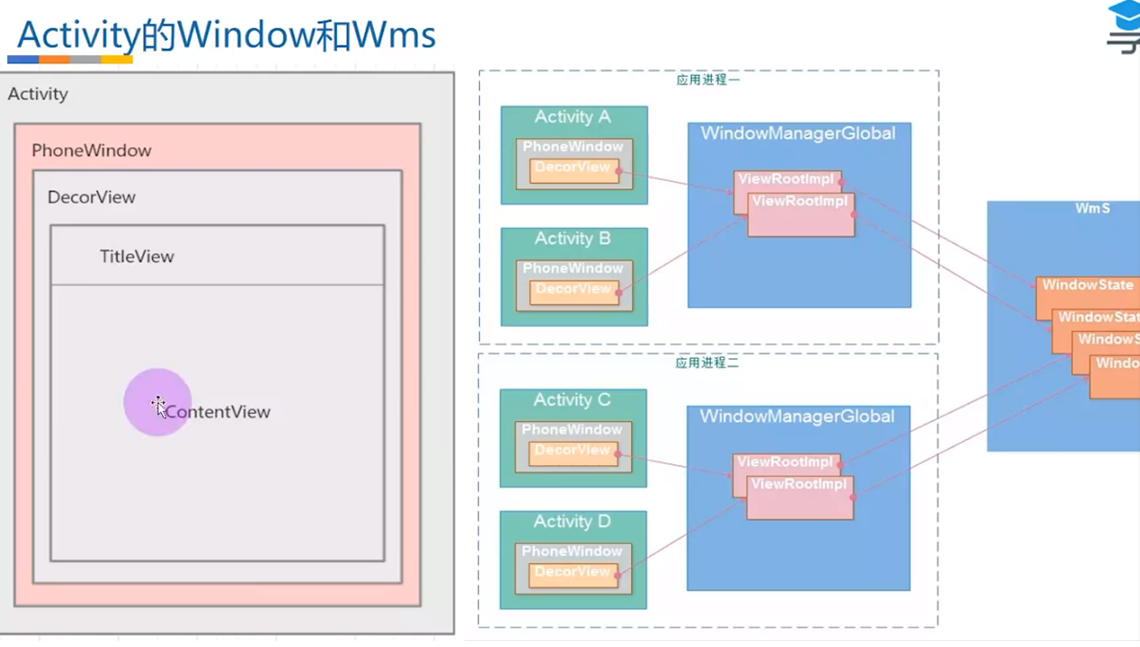 Activity的Window和Wms
Activity
PhoneWindow
DecorView
TitleView
ContentView
应用进程一
Activity A
PhoneWindow
DecorView
Activity B
PhoneWindow
DecorView
WindowManagerGlobal
ViewRootImpl
ViewRootImpl
应用进程二
Activity C
PhoneWindow
DecorView
Activity D
PhoneWindow
DecorView
WindowManagerGlobal
ViewRootImpl
ViewRootImpl
WmS
WindowState
WindowStat
WindowS
Windo